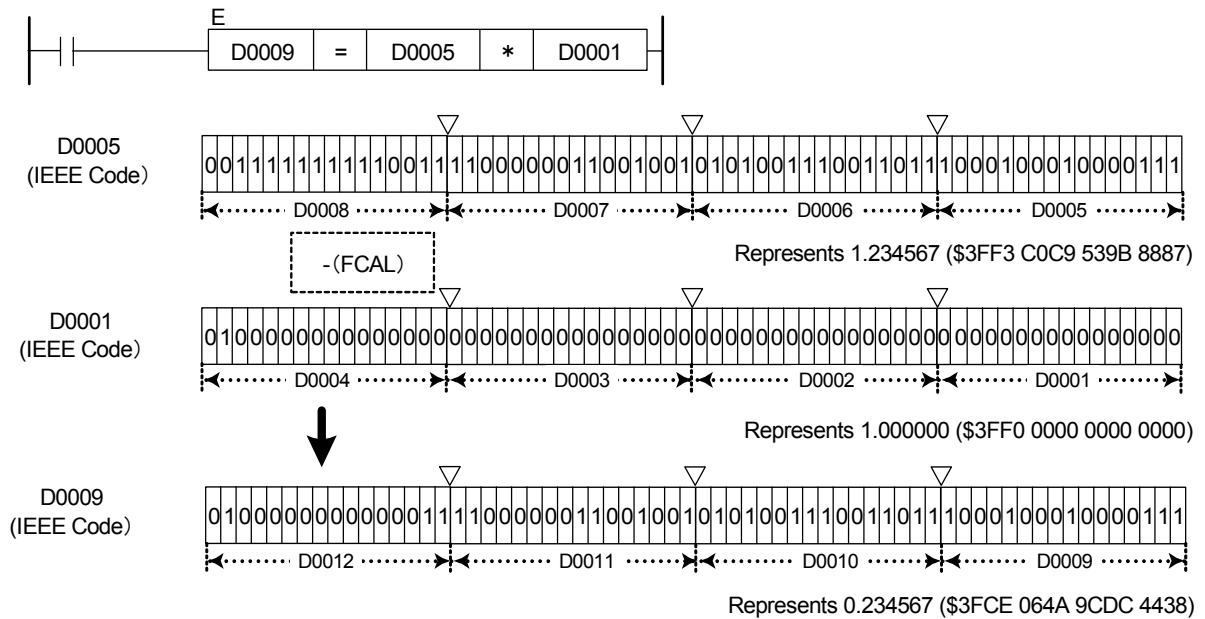 E
D0009 = D0005 * D0001
D0005
(IEEE Code)
0011111111110011110000001100100101010011100110111000100010000111
D0008 D0007 D0006 D0005
Represents 1.234567 ($3FF3 C0C9 539B 8887)
-(FCAL)
D0001
(IEEE Code)
0100000000000000000000000000000000000000000000000000000000000000
D0004 D0003 D0002 D0001
Represents 1.000000 ($3FF0 0000 0000 0000)
D0009
(IEEE Code)
0100000000000011110000001100100101010011100110111000100010000111
D0012 D0011 D0010 D0009
Represents 0.234567 ($3FCE 064A 9CDC 4438)